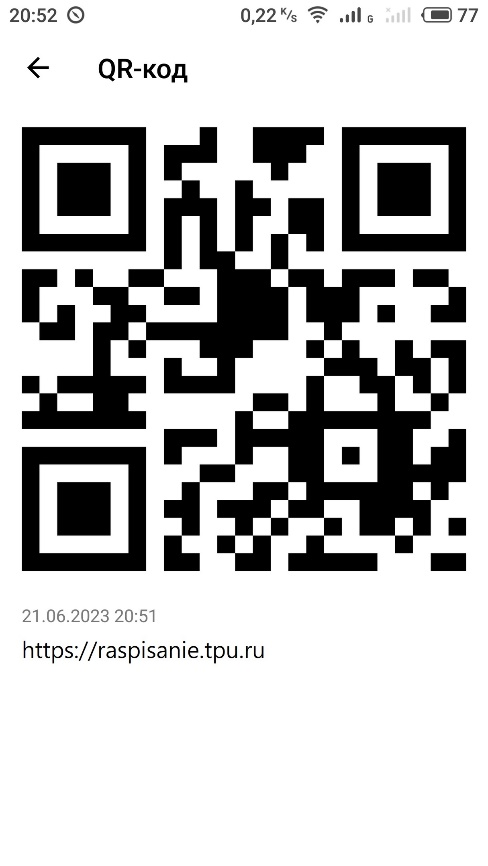 20:52 0,22 K/s G 77
QR-код
21.06.2023 20:51
https://raspisanie.tpu.ru